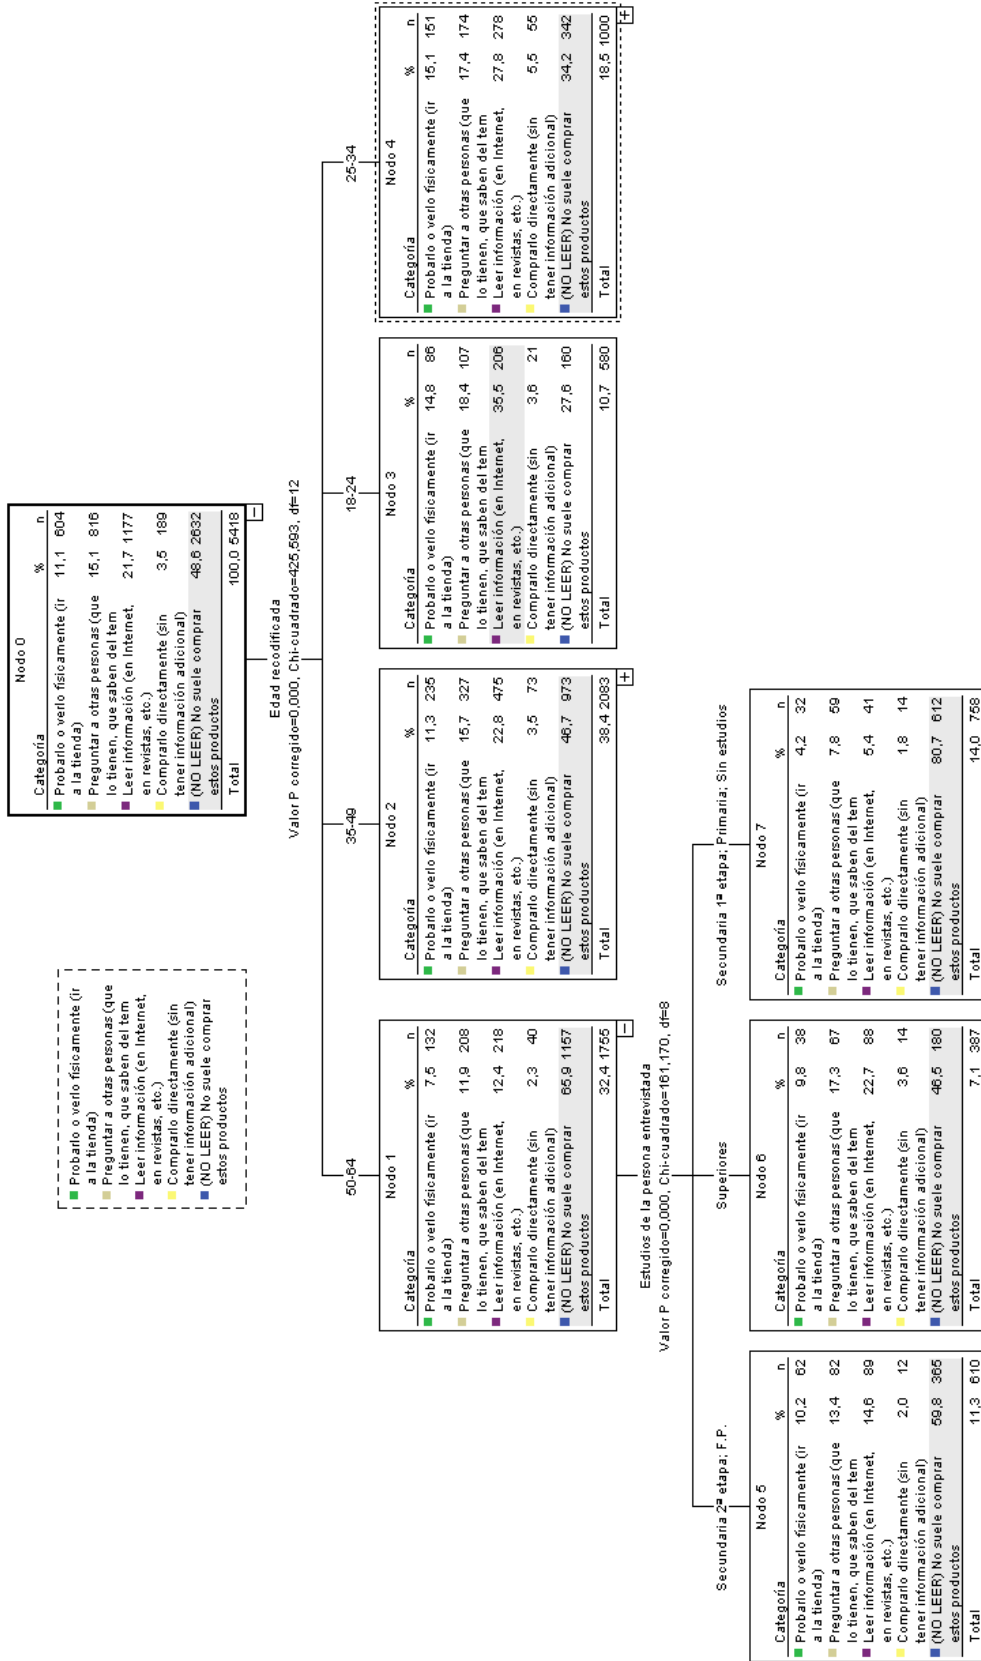 Nodo 0
Categoría % n
Probarlo o verlo físicamente (ir 11,1 604
a la tienda)
Preguntar a otras personas (que 15,1 816
lo tienen, que saben del tem
Leer información (en Internet, 21,7 1177
en revistas, etc.)
Comprarlo directamente (sin 3,5 189
tener información adicional)
(NO LEER) No suele comprar 48,6 2632
estos productos
Total 100,0 5418
Probarlo o verlo físicamente (ir
a la tienda)
Preguntar a otras personas (que
lo tienen, que saben del tem
Leer información (en Internet,
en revistas, etc.)
Comprarlo directamente (sin
tener información adicional)
(NO LEER) No suele comprar
estos productos
Edad recodificada
Valor P corregido=0,000, Chi-cuadrado=425,593, df=12
50-64
35-49
18-24
25-34
Nodo 1
Categoría % n
Probarlo o verlo físicamente (ir 7,5 132
a la tienda)
Preguntar a otras personas (que 11,9 208
lo tienen, que saben del tem
Leer información (en Internet, 12,4 218
en revistas, etc.)
Comprarlo directamente (sin 2,3 40
tener información adicional)
(NO LEER) No suele comprar 65,9 1157
estos productos
Total 32,4 1755
Nodo 2
Categoría % n
Probarlo o verlo físicamente (ir 11,3 235
a la tienda)
Preguntar a otras personas (que 15,7 327
lo tienen, que saben del tem
Leer información (en Internet, 22,8 475
en revistas, etc.)
Comprarlo directamente (sin 3,5 73
tener información adicional)
(NO LEER) No suele comprar 46,7 973
estos productos
Total 38,4 2083
Nodo 3
Categoría % n
Probarlo o verlo físicamente (ir 14,8 86
a la tienda)
Preguntar a otras personas (que 18,4 107
lo tienen, que saben del tem
Leer información (en Internet, 35,5 206
en revistas, etc.)
Comprarlo directamente (sin 3,6 21
tener información adicional)
(NO LEER) No suele comprar 27,6 160
estos productos
Total 10,7 580
Nodo 4
Categoría % n
Probarlo o verlo físicamente (ir 15,1 151
a la tienda)
Preguntar a otras personas (que 17,4 174
lo tienen, que saben del tem
Leer información (en Internet, 27,8 278
en revistas, etc.)
Comprarlo directamente (sin 5,5 55
tener información adicional)
(NO LEER) No suele comprar 34,2 342
estos productos
Total 18,5 1000
Estudios de la persona entrevistada
Valor P corregido=0,000, Chi-cuadrado=161,170, df=8
Secundaria 2ª etapa; F.P.
Superiores
Secundaria 1ª etapa; Primaria; Sin estudios
Nodo 5
Categoría % n
Probarlo o verlo físicamente (ir 10,2 62
a la tienda)
Preguntar a otras personas (que 13,4 82
lo tienen, que saben del tem
Leer información (en Internet, 14,6 89
en revistas, etc.)
Comprarlo directamente (sin 2,0 12
tener información adicional)
(NO LEER) No suele comprar 59,8 365
estos productos
Total 11,3 610
Nodo 6
Categoría % n
Probarlo o verlo físicamente (ir 9,8 38
a la tienda)
Preguntar a otras personas (que 17,3 67
lo tienen, que saben del tem
Leer información (en Internet, 22,7 88
en revistas, etc.)
Comprarlo directamente (sin 3,6 14
tener información adicional)
(NO LEER) No suele comprar 46,5 180
estos productos
Total 7,1 387
Nodo 7
Categoría % n
Probarlo o verlo físicamente (ir 4,2 32
a la tienda)
Preguntar a otras personas (que 7,8 59
lo tienen, que saben del tem
Leer información (en Internet, 5,4 41
en revistas, etc.)
Comprarlo directamente (sin 1,8 14
tener información adicional)
(NO LEER) No suele comprar 80,7 612
estos productos
Total 14,0 758